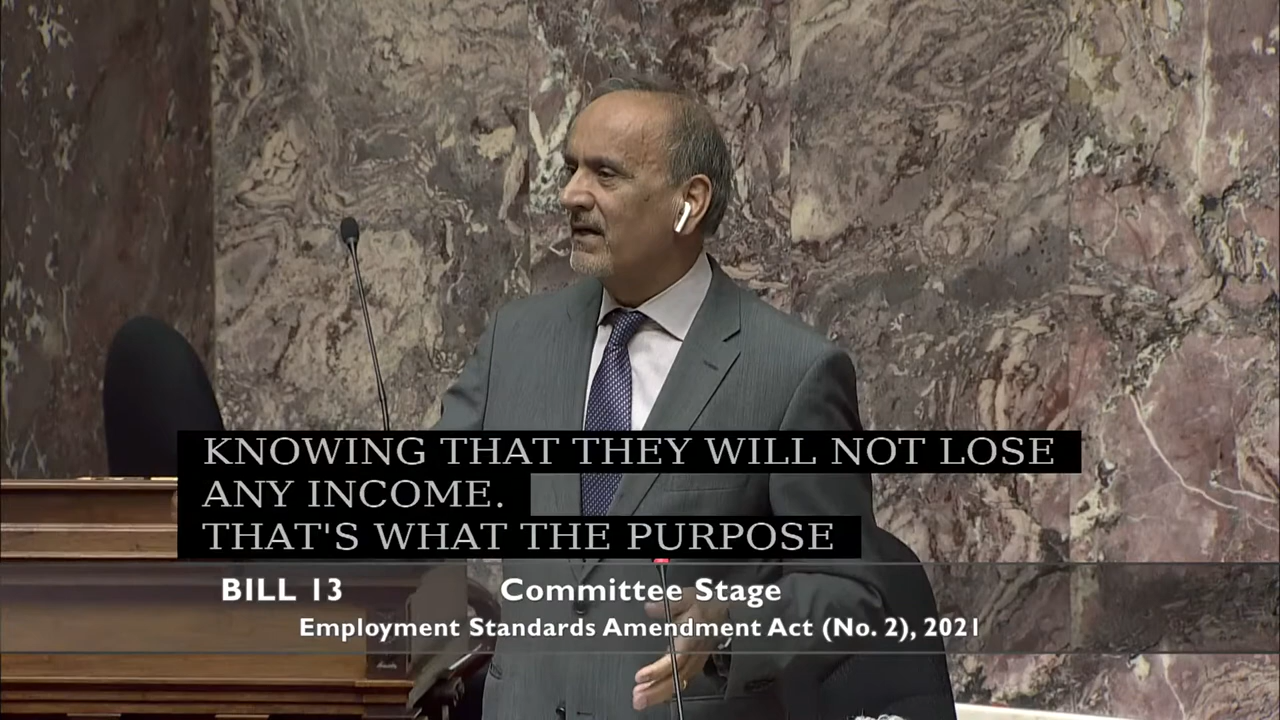 KNOWING THAT THEY WILL NOT LOSE
ANY INCOME.
THAT'S WHAT THE PURPOSE
BILL 13 Committee Stage
Employment Standards Amendment Act (No. 2), 2021